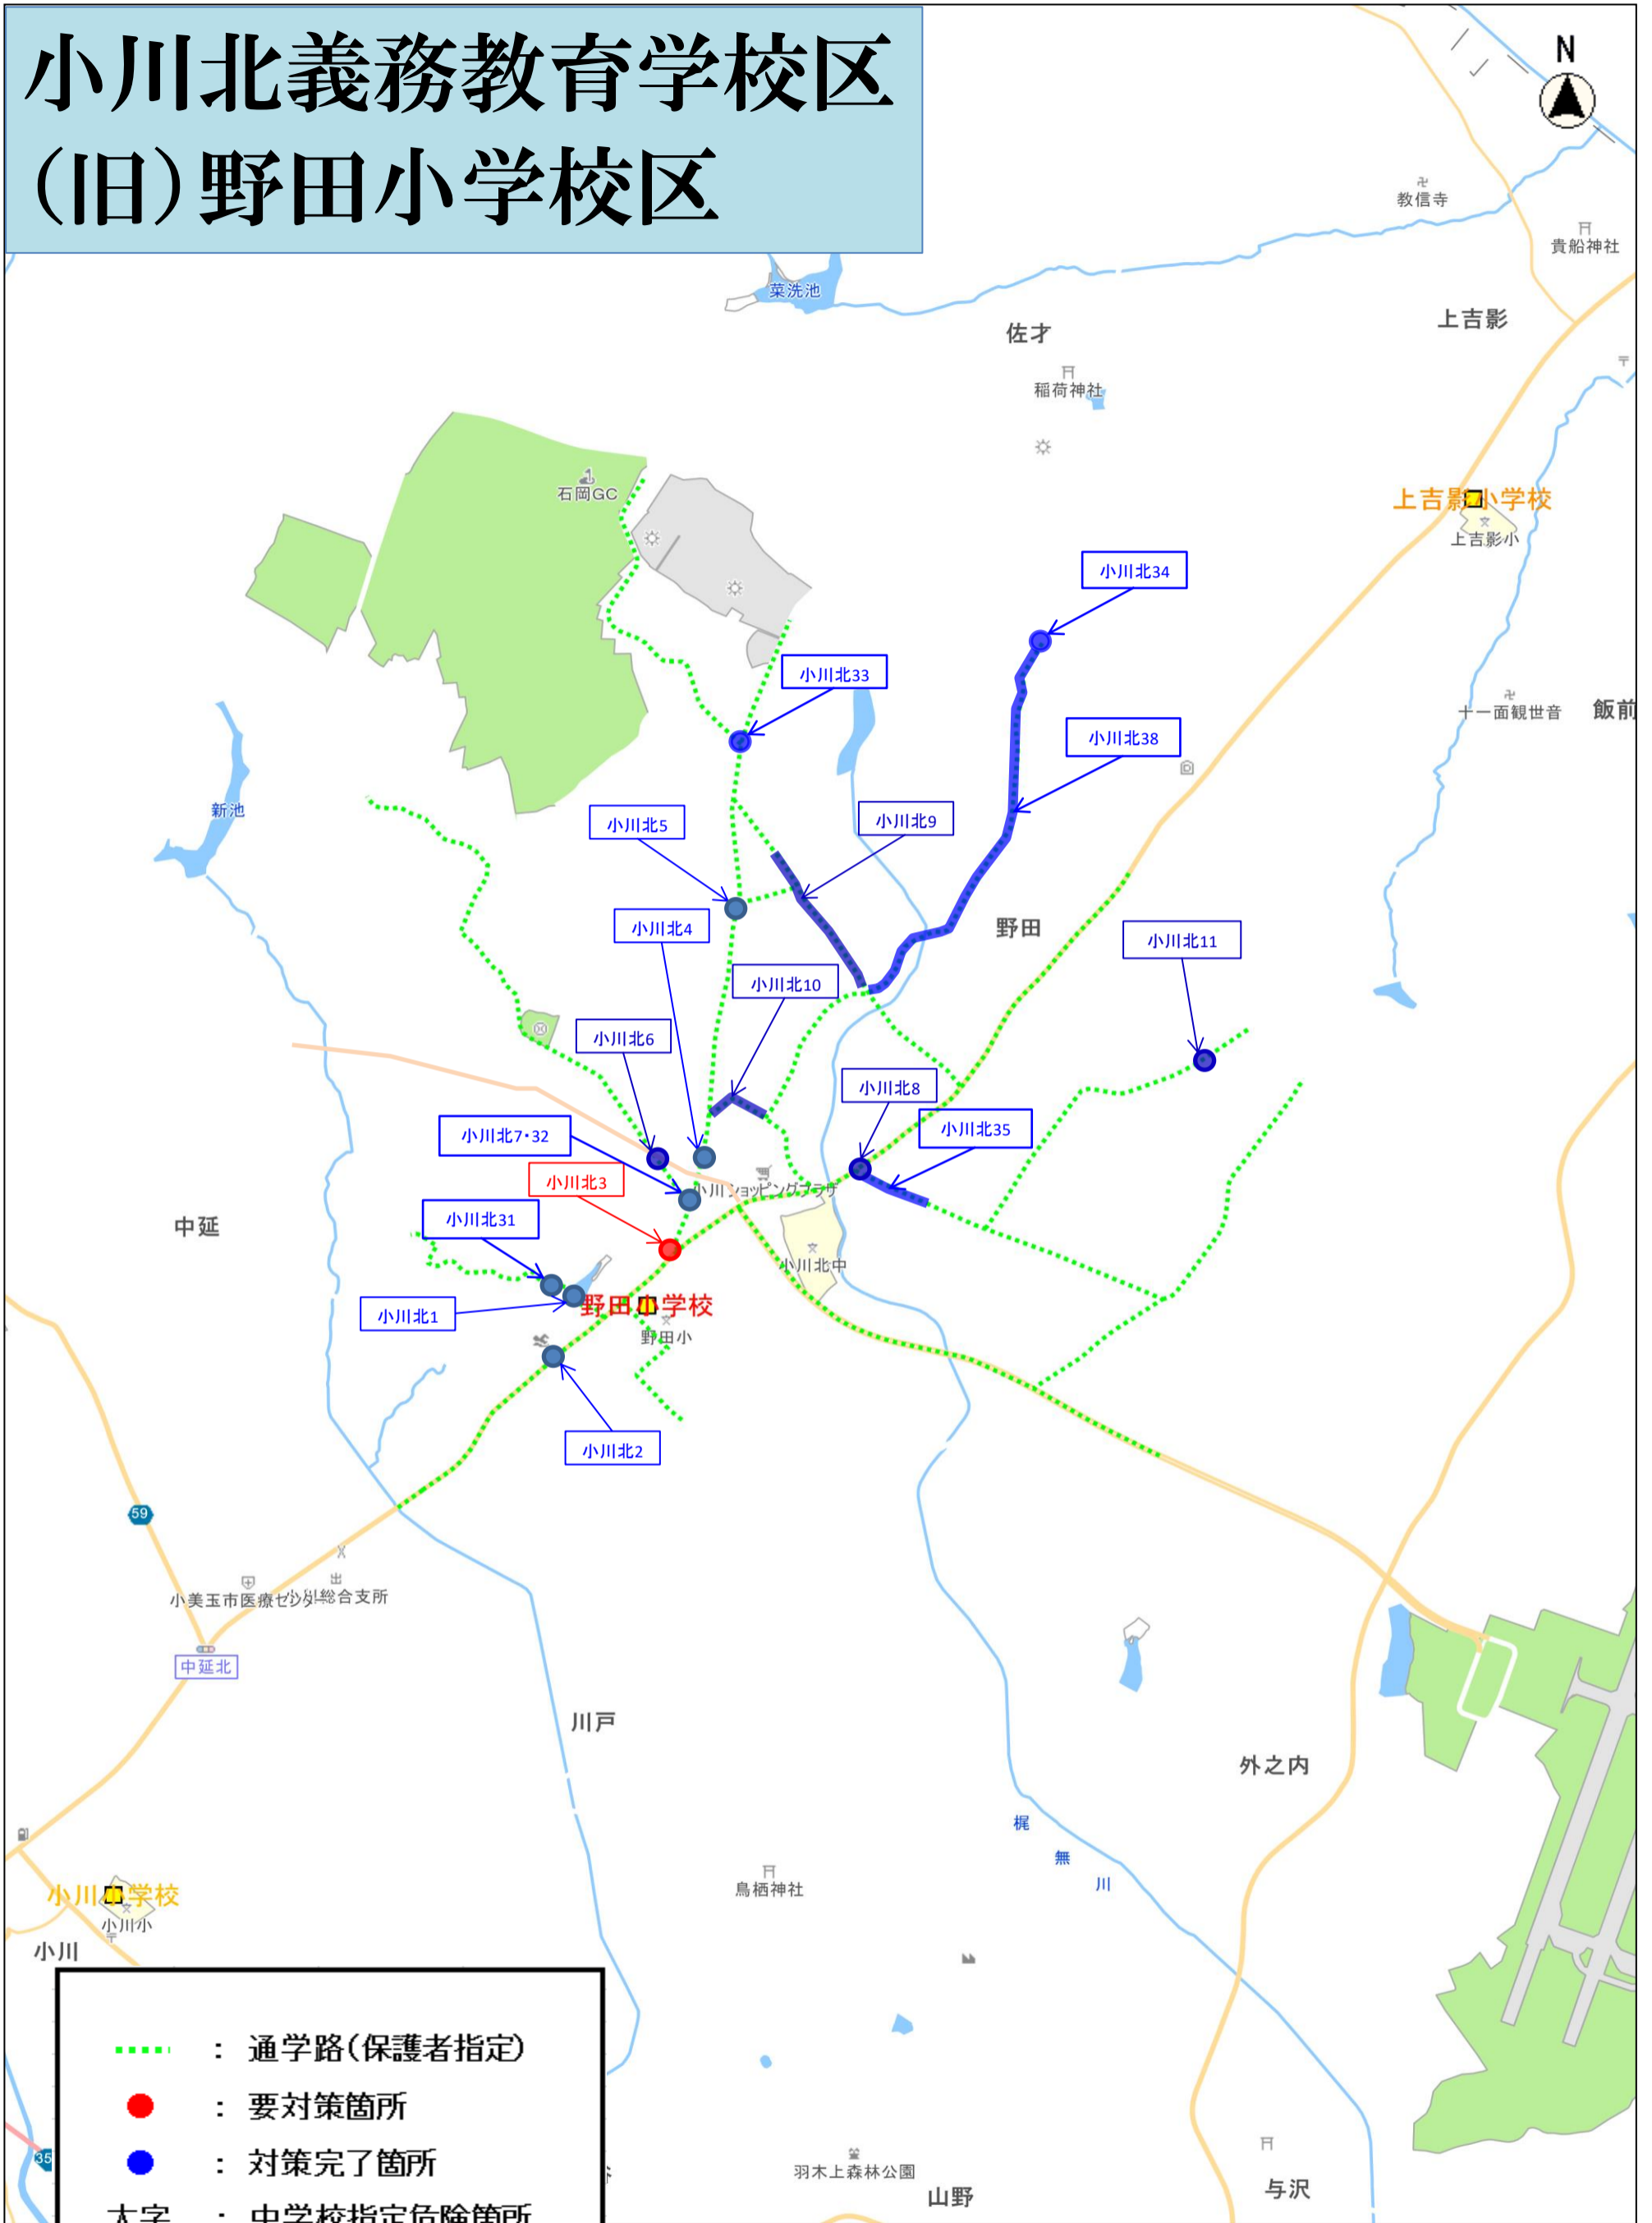 小川北義務教育学校区
（旧）野田小学校区
N
教信寺
貴船神社
菜洗池
佐才
上吉影
稲荷神社
石岡GC
上吉影小学校
上吉影小
小川北34
小川北33
十一面観世音
飯前
小川北38
新池
小川北5
小川北9
小川北4
野田
小川北11
小川北10
小川北6
小川北8
小川北7・32
小川北35
小川北3
小川ショッピングプラザ
小川北31
中延
小川北中
小川北1
野田小学校
野田小
小川北2
59
小美玉市医療センター
小川総合支所
中延北
川戸
外之内
梶
無
川
鳥栖神社
小川小学校
小川小
小川
： 通学路（保護者指定）
： 要対策箇所
： 対策完了箇所
太字 ： 中学校指定危険箇所
35
羽木上森林公園
山野
与沢